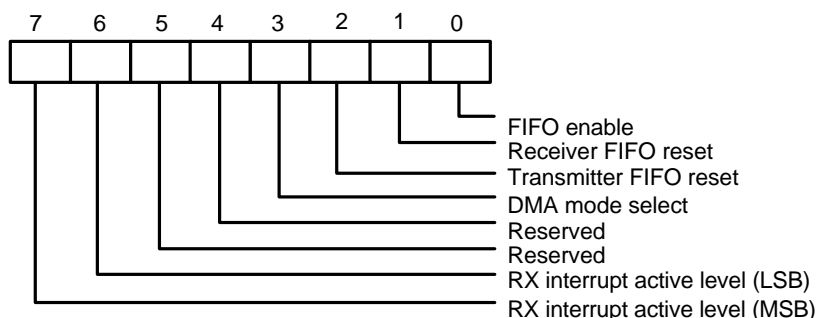 7 6 5 4 3 2 1 0
FIFO enable
Receiver FIFO reset
Transmitter FIFO reset
DMA mode select
Reserved
Reserved
RX interrupt active level (LSB)
RX interrupt active level (MSB)